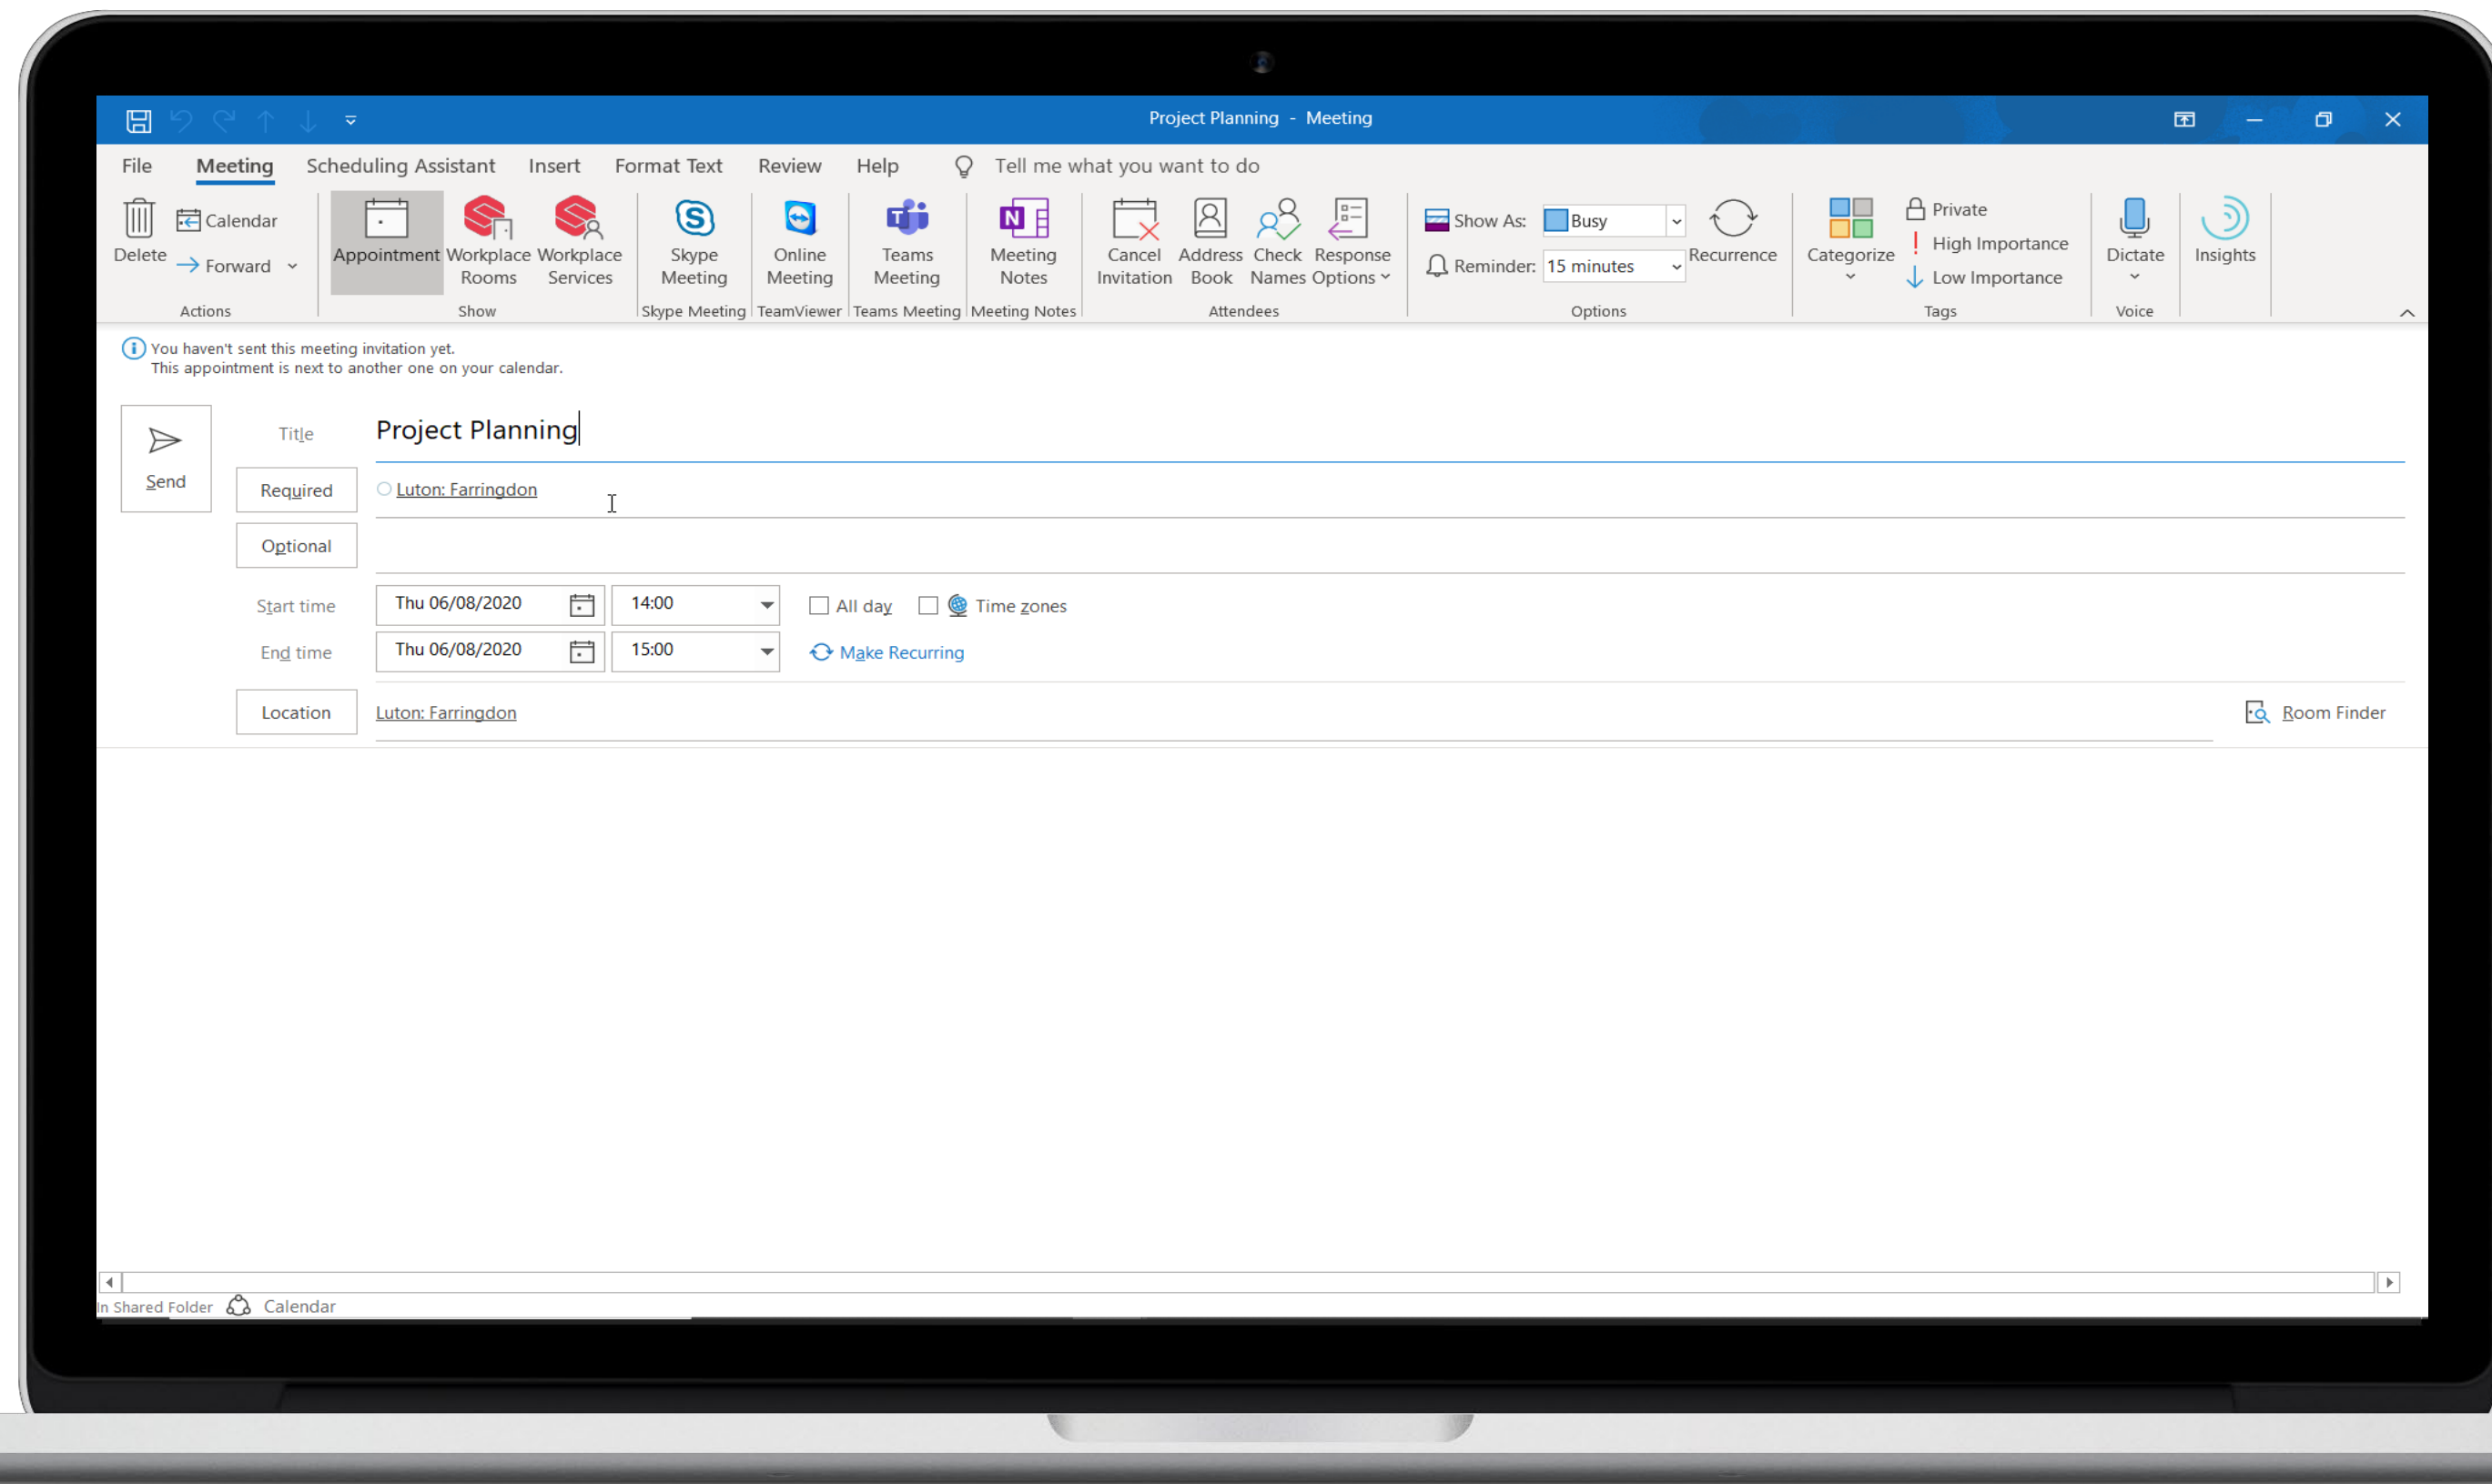 Project Planning - Meeting
File Meeting Scheduling Assistant Insert Format Text Review Help Tell me what you want to do
Delete
Calendar
Forward
Actions
Appointment
Workplace Rooms
Workplace Services
Show
Skype Meeting
Skype Meeting
Online Meeting
TeamViewer
Teams Meeting
Teams Meeting
Meeting Notes
Meeting Notes
Cancel Invitation
Address Book
Check Names
Response Options
Attendees
Show As: Busy
Reminder: 15 minutes
Recurrence
Options
Categorize
Private
High Importance
Low Importance
Tags
Dictate
Voice
Insights
You haven't sent this meeting invitation yet.
This appointment is next to another one on your calendar.
Send
Title Project Planning
Required Luton: Farringdon
Optional
Start time Thu 06/08/2020 14:00 All day Time zones
End time Thu 06/08/2020 15:00 Make Recurring
Location Luton: Farringdon Room Finder
In Shared Folder Calendar